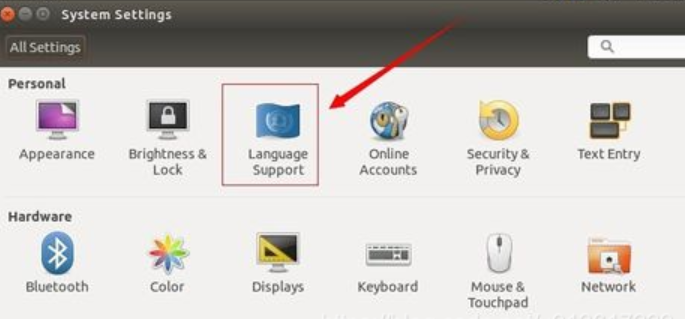 System Settings
All Settings
Personal
Appearance
Brightness &
Lock
Language
Support
Online
Accounts
Security &
Privacy
Text Entry
Hardware
Bluetooth
Color
Displays
Keyboard
Mouse &
Touchpad
Network